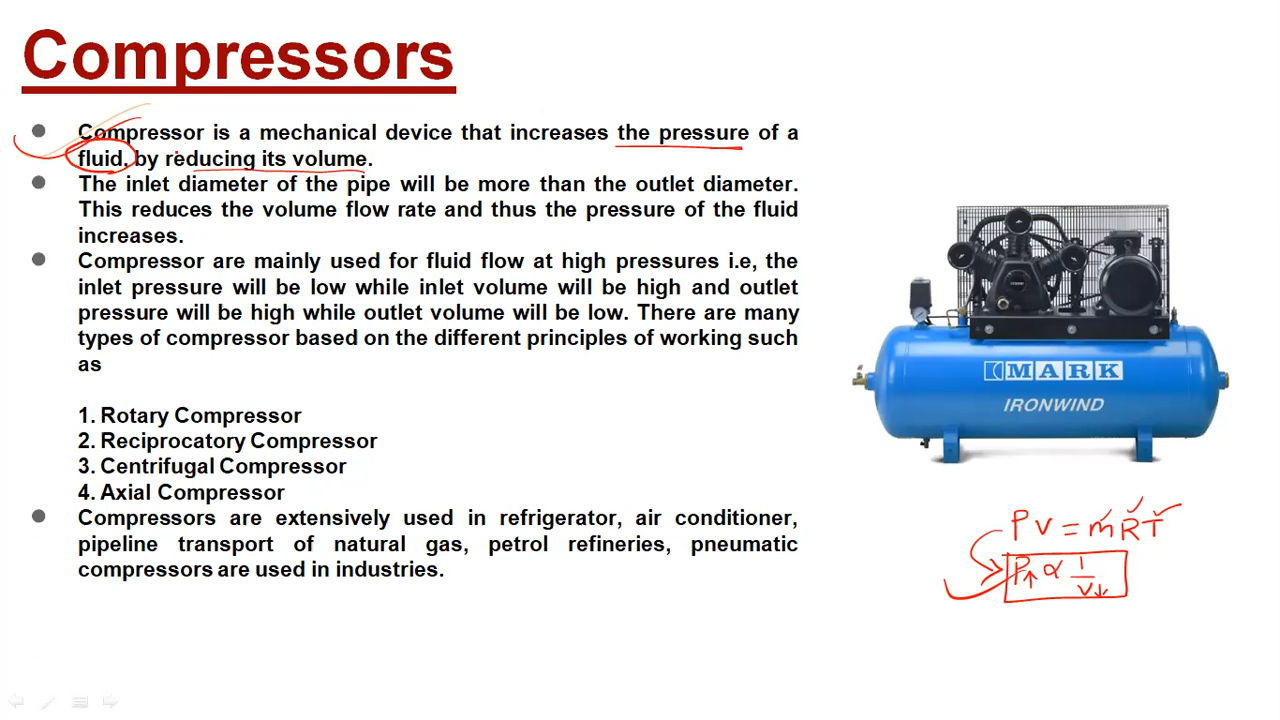 Compressors
Compressor is a mechanical device that increases the pressure of a
fluid, by reducing its volume.
The inlet diameter of the pipe will be more than the outlet diameter.
This reduces the volume flow rate and thus the pressure of the fluid
increases.
Compressor are mainly used for fluid flow at high pressures i.e, the
inlet pressure will be low while inlet volume will be high and outlet
pressure will be high while outlet volume will be low. There are many
types of compressor based on the different principles of working such
as
1. Rotary Compressor
2. Reciprocatory Compressor
3. Centrifugal Compressor
4. Axial Compressor
Compressors are extensively used in refrigerator, air conditioner,
pipeline transport of natural gas, petrol refineries, pneumatic
compressors are used in industries.
MARK
IRONWIND
PV = mRT
P↑ ∝ 1/V↓